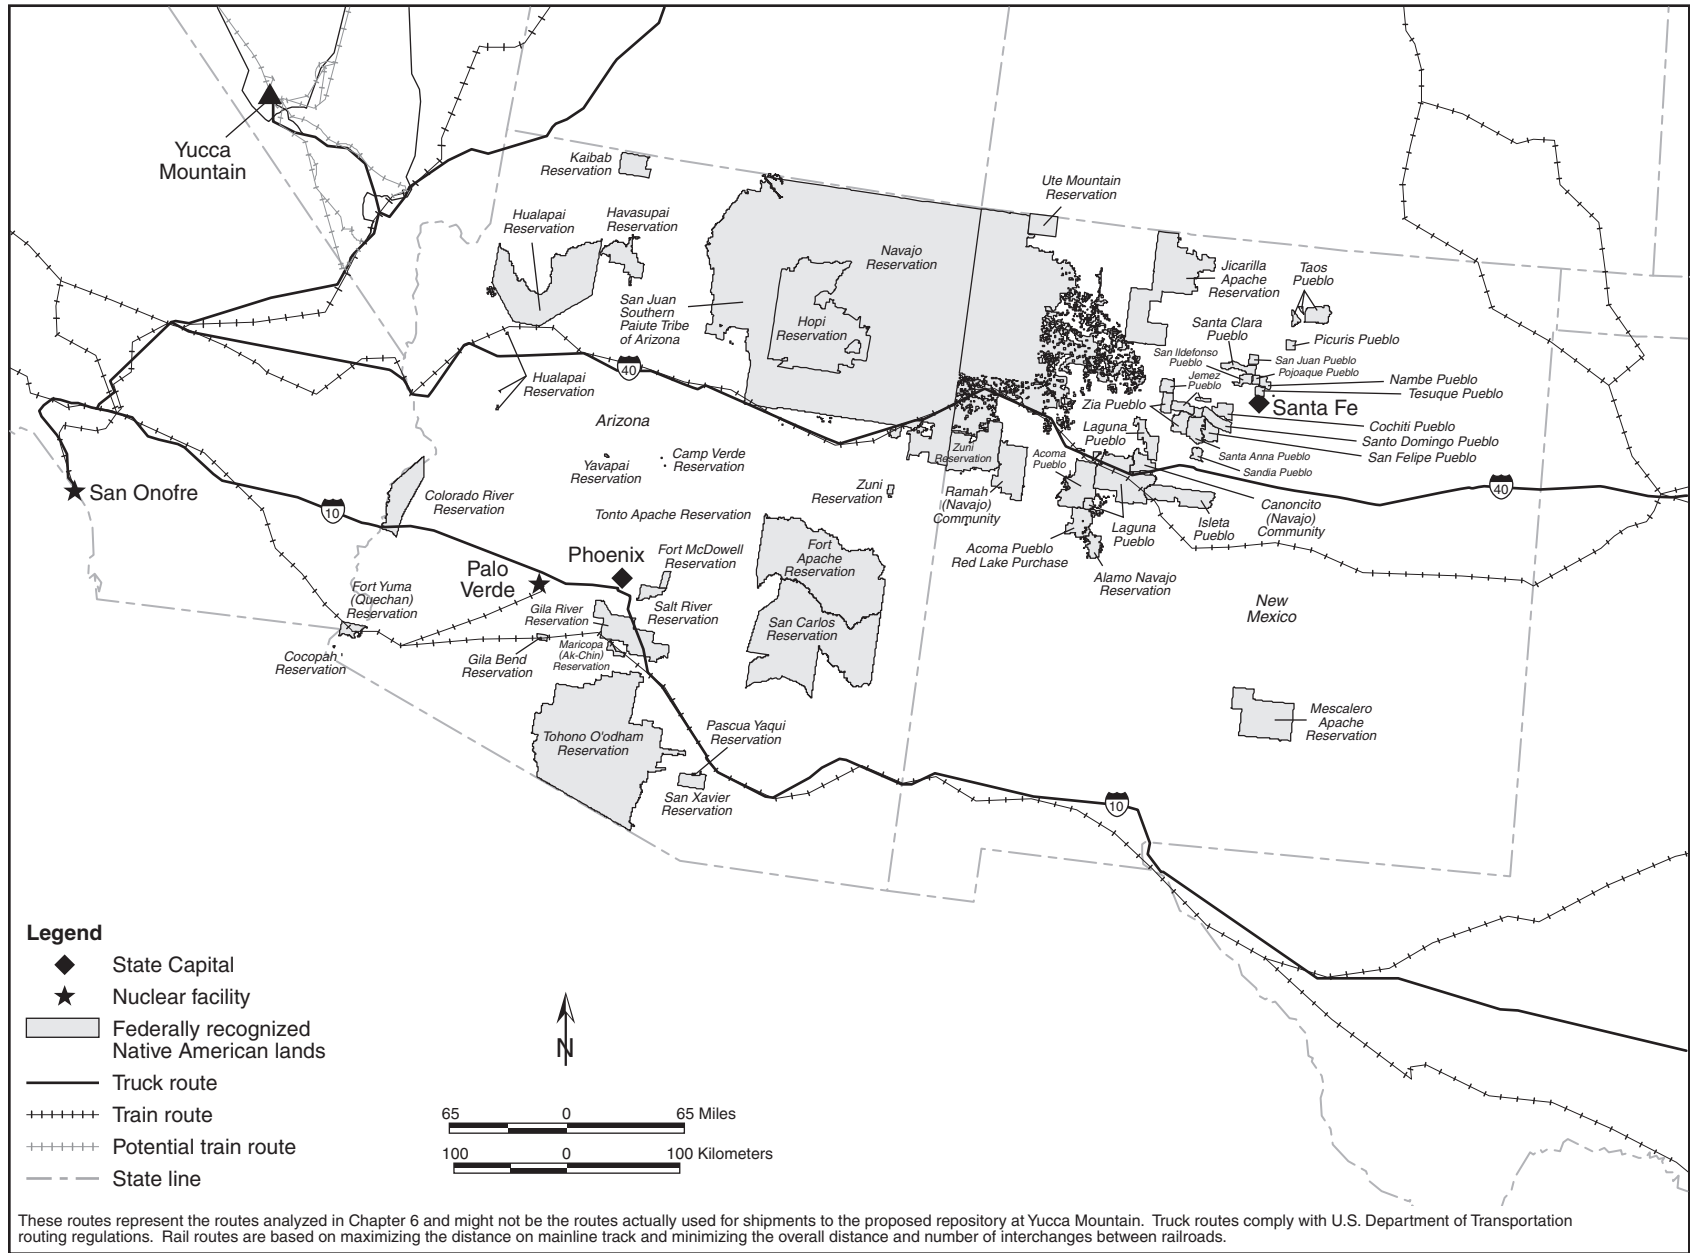 Yucca
Mountain
Kaibab
Reservation
Ute Mountain
Reservation
Hualapai
Reservation
Havasupai
Reservation
Navajo
Reservation
Jicarilla
Apache
Reservation
Taos
Pueblo
San Juan
Southern
Paiute Tribe
of Arizona
Hopi
Reservation
Santa Clara
Pueblo
Picuris Pueblo
San Ildefonso
Pueblo
San Juan Pueblo
Pojoaque Pueblo
Jemez
Pueblo
Nambe Pueblo
Tesuque Pueblo
40
Hualapai
Reservation
Zia Pueblo
Santa Fe
Arizona
Laguna
Pueblo
Cochiti Pueblo
Santo Domingo Pueblo
San Felipe Pueblo
Santa Anna Pueblo
Sandia Pueblo
Yavapai
Reservation
Camp Verde
Reservation
Zuni
Reservation
Acoma
Pueblo
San Onofre
Colorado River
Reservation
Zuni
Reservation
Ramah
(Navajo)
Community
40
10
Tonto Apache Reservation
Laguna
Pueblo
Isleta
Pueblo
Canoncito
(Navajo)
Community
Acoma Pueblo
Red Lake Purchase
Alamo Navajo
Reservation
Phoenix
Fort McDowell
Reservation
Fort
Apache
Reservation
Palo
Verde
Fort Yuma
(Quechan)
Reservation
Gila River
Reservation
Salt River
Reservation
San Carlos
Reservation
New
Mexico
Cocopah
Reservation
Gila Bend
Reservation
Maricopa
(Ak-Chin)
Reservation
Mescalero
Apache
Reservation
Tohono O'odham
Reservation
Pascua Yaqui
Reservation
San Xavier
Reservation
10
Legend
State Capital
Nuclear facility
Federally recognized
Native American lands
Truck route
Train route
Potential train route
State line
N
65 0 65 Miles
100 0 100 Kilometers
These routes represent the routes analyzed in Chapter 6 and might not be the routes actually used for shipments to the proposed repository at Yucca Mountain. Truck routes comply with U.S. Department of Transportation
routing regulations. Rail routes are based on maximizing the distance on mainline track and minimizing the overall distance and number of interchanges between railroads.